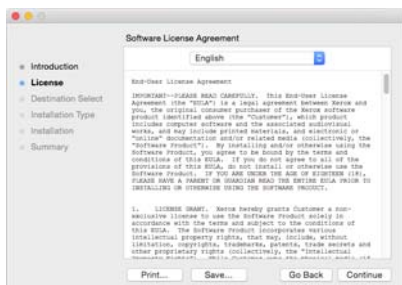 Software License Agreement
English
Introduction
License
Destination Select
Installation Type
Installation
Summary
End-User License Agreement
IMPORTANT--PLEASE READ CAREFULLY. This End-User License
Agreement (the "EULA") is a legal agreement between Xerox and
you, the original consumer purchaser of the Xerox software
product identified above (the "Customer"), which product
includes computer software and the associated audiovisual
works, and may include printed materials, and electronic or
"online" documentation and/or related media (collectively, the
"Software Product"). By installing and/or otherwise using the
Software Product, you agree to be bound by the terms and
conditions of this EULA. If you do not agree to all of the
provisions of this EULA, do not install or otherwise use the
Software Product. IF YOU ARE UNDER THE AGE OF EIGHTEEN (18),
PLEASE HAVE A PARENT OR GUARDIAN READ THE ENTIRE EULA PRIOR TO
INSTALLING OR OTHERWISE USING THE SOFTWARE PRODUCT.
1. LICENSE GRANT. Xerox hereby grants Customer a non-
exclusive license to use the Software Product solely in
accordance with the terms and subject to the conditions of
this EULA. The Software Product incorporates various
intellectual property rights, that may, include, without
limitation, copyrights, trademarks, patents, trade secrets and
other proprietary rights (collectively, the "Intellectual
Print...
Save...
Go Back
Continue